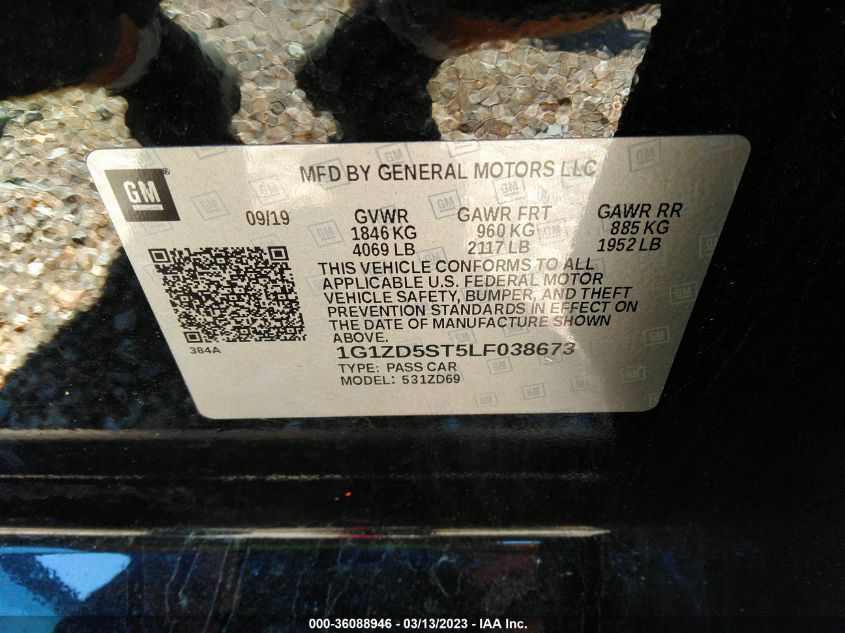 GM
MFD BY GENERAL MOTORS LLC
09/19 GVWR GAWR FRT GAWR RR
1846 KG 960 KG 885 KG
4069 LB 2117 LB 1952 LB
THIS VEHICLE CONFORMS TO ALL
APPLICABLE U.S. FEDERAL MOTOR
VEHICLE SAFETY, BUMPER, AND THEFT
PREVENTION STANDARDS IN EFFECT ON
THE DATE OF MANUFACTURE SHOWN
ABOVE.
384A
1G1ZD5ST5LF038673
TYPE: PASS CAR
MODEL: 531ZD69
000-36088946 - 03/13/2023 - IAA Inc.